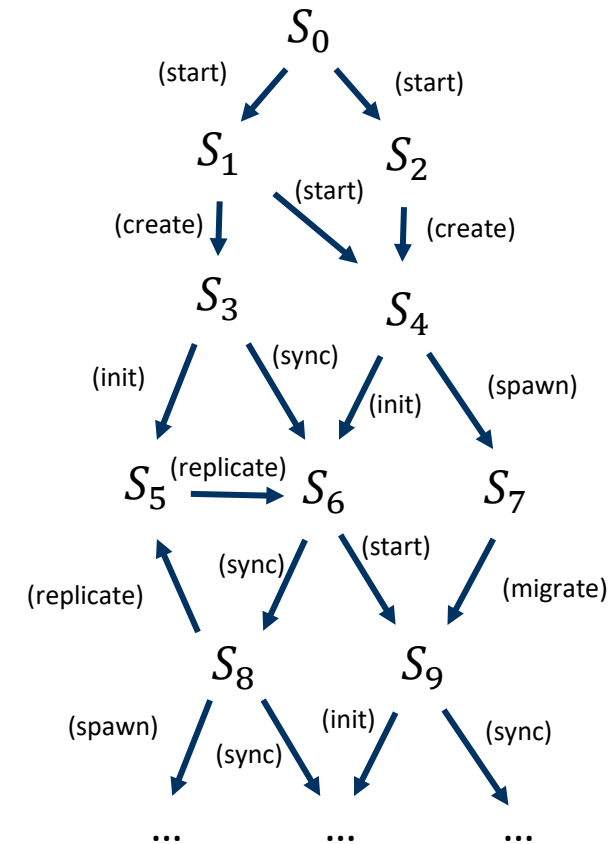 S₀
(start) (start)
S₁ S₂
(start)
(create) (create)
S₃ S₄
(sync)
(init) (spawn)
(init)
(replicate)
S₅ S₆ S₇
(start)
(sync)
(replicate) (migrate)
S₈ S₉
(spawn) (init) (sync)
(sync)
... ... ...